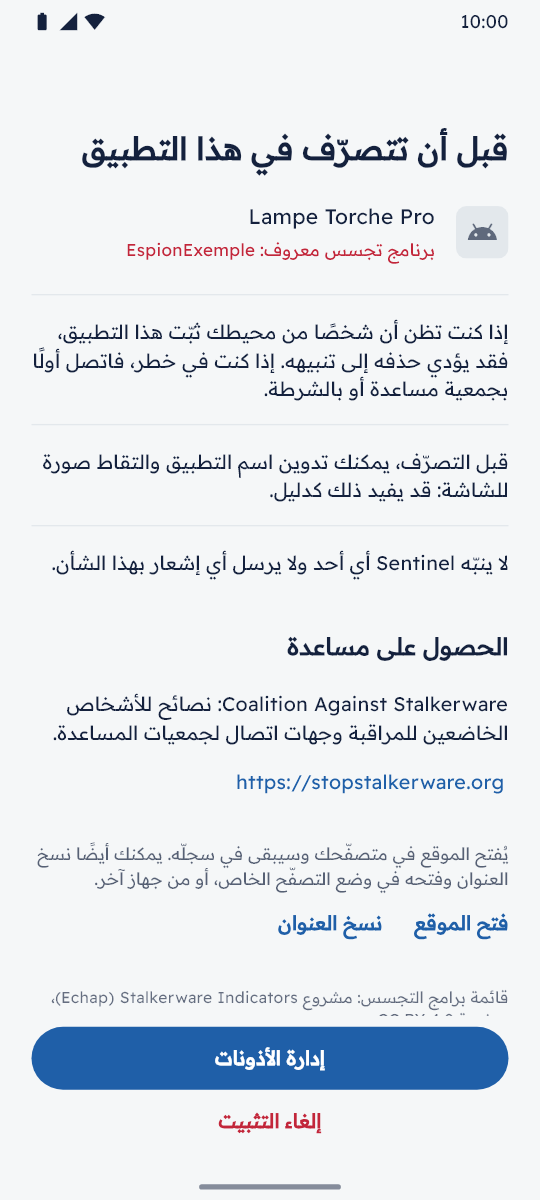 10:00
قبل أن تتصرّف في هذا التطبيق
Lampe Torche Pro
برنامج تجسس معروف: EspionExemple
إذا كنت تظن أن شخصًا من محيطك ثبّت هذا التطبيق،
فقد يؤدي حذفه إلى تنبيهه. إذا كنت في خطر، فاتصل أولًا
بجمعية مساعدة أو بالشرطة.
قبل التصرّف، يمكنك تدوين اسم التطبيق والتقاط صورة
للشاشة: قد يفيد ذلك كدليل.
لا ينبّه Sentinel أي أحد ولا يرسل أي إشعار بهذا الشأن.
الحصول على مساعدة
Coalition Against Stalkerware: نصائح للأشخاص
الخاضعين للمراقبة وجهات اتصال لجمعيات المساعدة.
https://stopstalkerware.org
يُفتح الموقع في متصفّحك وسيبقى في سجلّه. يمكنك أيضًا نسخ
العنوان وفتحه في وضع التصفّح الخاص، أو من جهاز آخر.
فتح الموقع
نسخ العنوان
قائمة برامج التجسس: مشروع Stalkerware Indicators (Echap)،
إدارة الأذونات
إلغاء التثبيت